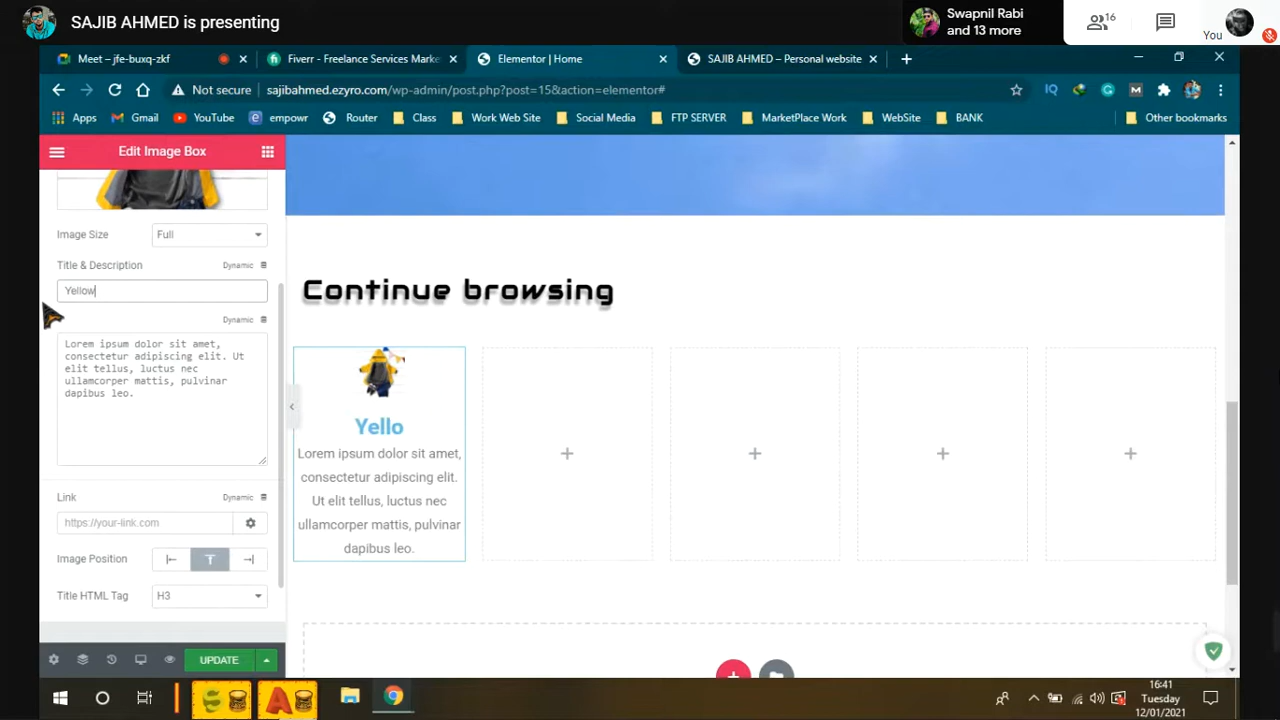 SAJIB AHMED is presenting
Swapnil Rabi
and 13 more
16
You
Meet – jfe-buxq-zkf
Fiverr - Freelance Services Marke
Elementor | Home
SAJIB AHMED – Personal website
Not secure
sajibahmed.ezyro.com/wp-admin/post.php?post=15&action=elementor#
IQ
M
Apps
Gmail
YouTube
empowr
Router
Class
Work Web Site
Social Media
FTP SERVER
MarketPlace Work
WebSite
BANK
Other bookmarks
Edit Image Box
Image Size
Full
Title & Description
Dynamic
Yellow
Dynamic
Lorem ipsum dolor sit amet,
consectetur adipiscing elit. Ut
elit tellus, luctus nec
ullamcorper mattis, pulvinar
dapibus leo.
Link
Dynamic
https://your-link.com
Image Position
Title HTML Tag
H3
UPDATE
Continue browsing
Yello
Lorem ipsum dolor sit amet,
consectetur adipiscing elit.
Ut elit tellus, luctus nec
ullamcorper mattis, pulvinar
dapibus leo.
16:41
Tuesday
12/01/2021